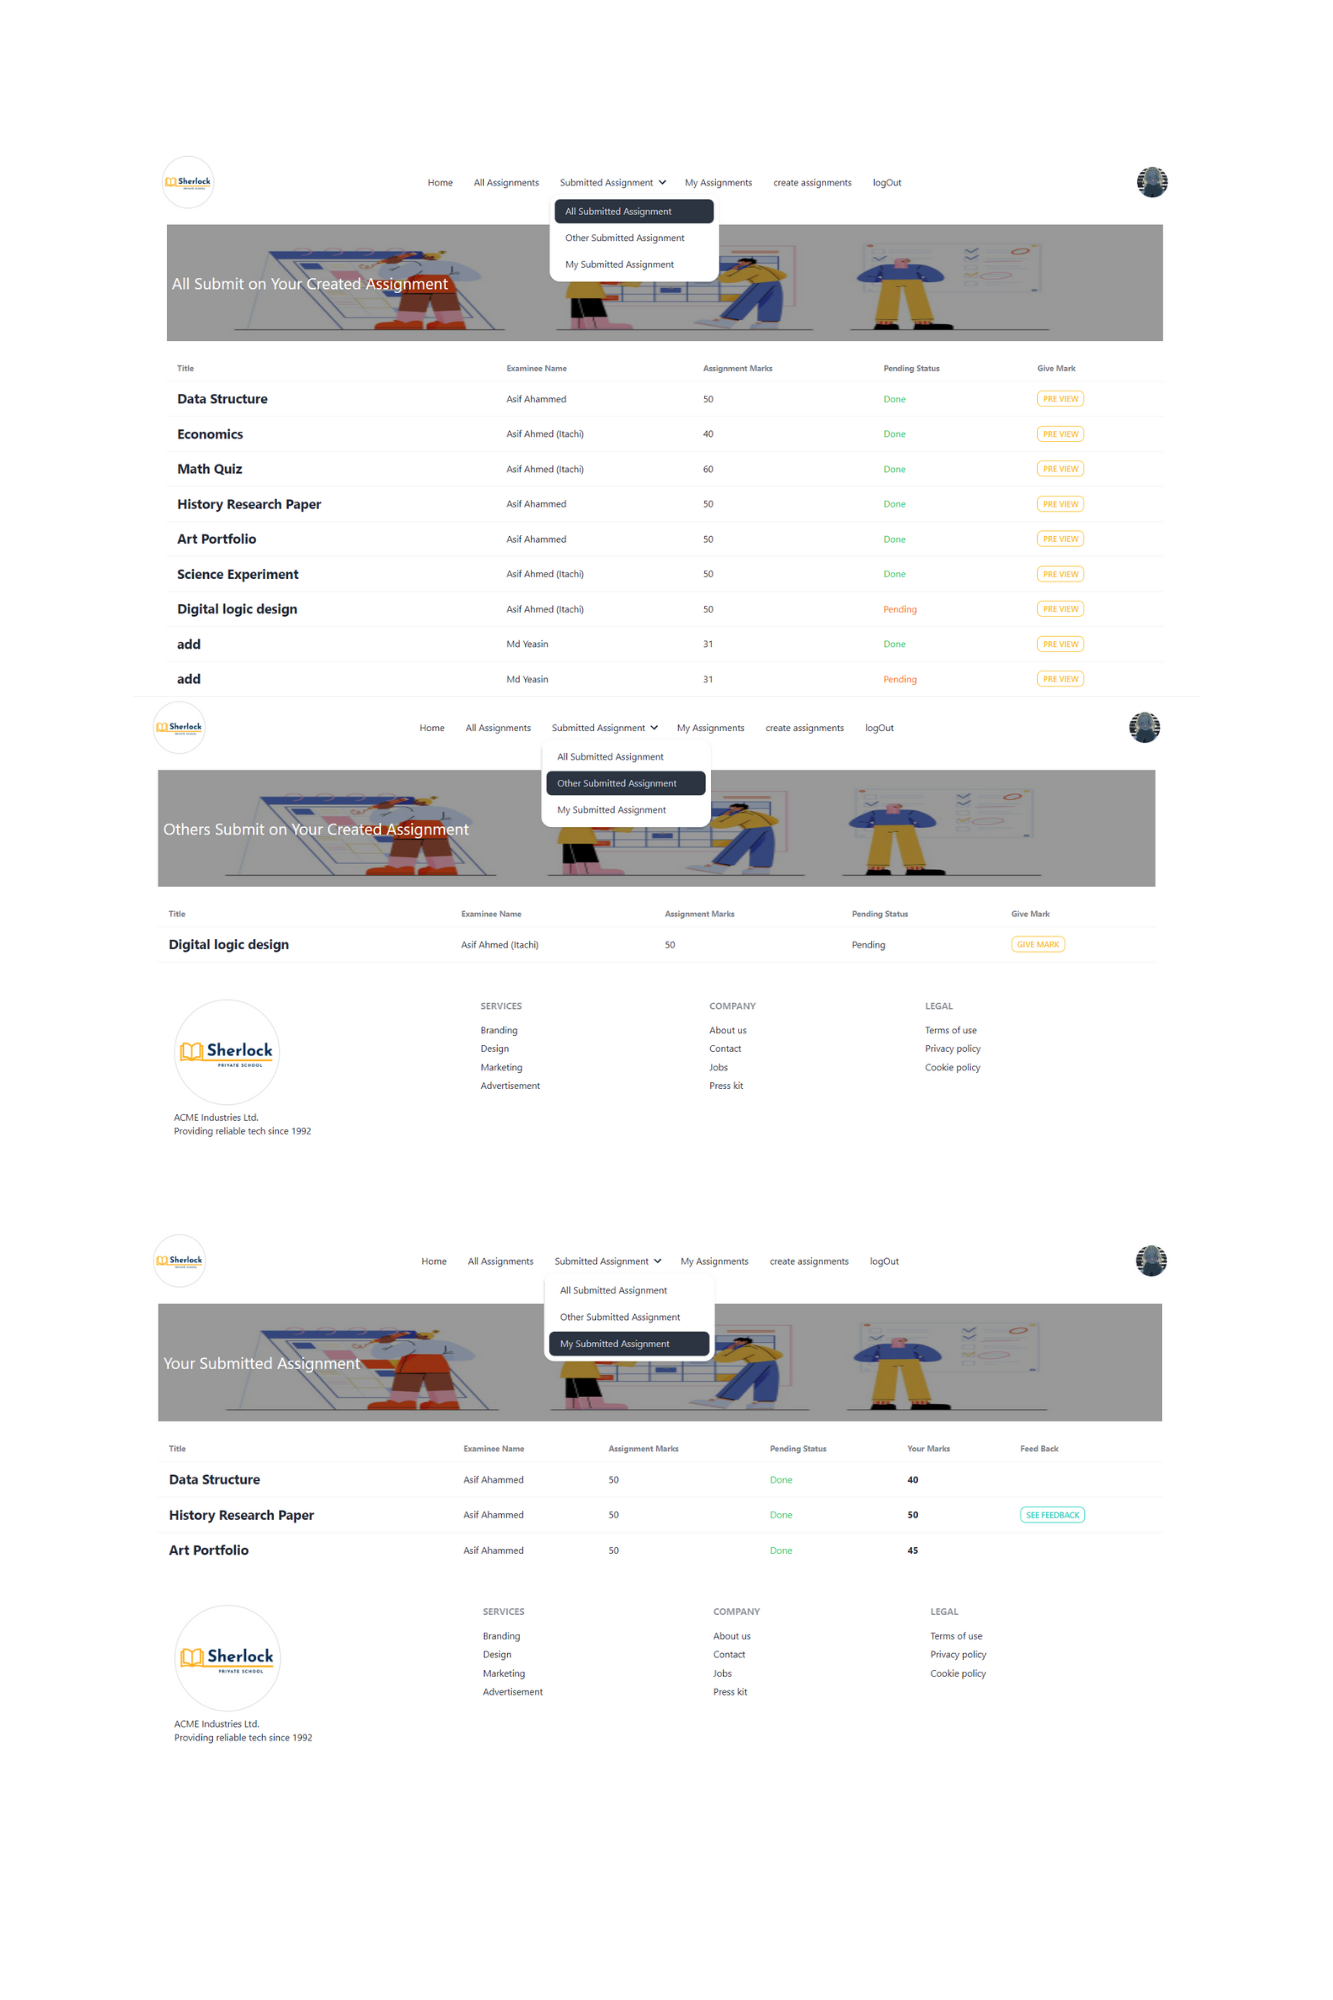 Sherlock
PRIVATE SCHOOL
Home All Assignments Submitted Assignment My Assignments create assignments logOut
All Submitted Assignment
Other Submitted Assignment
My Submitted Assignment
All Submit on Your Created Assignment
Title Examinee Name Assignment Marks Pending Status Give Mark
Data Structure Asif Ahammed 50 Done PRE VIEW
Economics Asif Ahmed (Itachi) 40 Done PRE VIEW
Math Quiz Asif Ahmed (Itachi) 60 Done PRE VIEW
History Research Paper Asif Ahammed 50 Done PRE VIEW
Art Portfolio Asif Ahammed 50 Done PRE VIEW
Science Experiment Asif Ahmed (Itachi) 50 Done PRE VIEW
Digital logic design Asif Ahmed (Itachi) 50 Pending PRE VIEW
add Md Yeasin 31 Done PRE VIEW
add Md Yeasin 31 Pending PRE VIEW
Sherlock
PRIVATE SCHOOL
Home All Assignments Submitted Assignment My Assignments create assignments logOut
All Submitted Assignment
Other Submitted Assignment
My Submitted Assignment
Others Submit on Your Created Assignment
Title Examinee Name Assignment Marks Pending Status Give Mark
Digital logic design Asif Ahmed (Itachi) 50 Pending GIVE MARK
Sherlock
PRIVATE SCHOOL
ACME Industries Ltd.
Providing reliable tech since 1992
SERVICES
Branding
Design
Marketing
Advertisement
COMPANY
About us
Contact
Jobs
Press kit
LEGAL
Terms of use
Privacy policy
Cookie policy
Sherlock
PRIVATE SCHOOL
Home All Assignments Submitted Assignment My Assignments create assignments logOut
All Submitted Assignment
Other Submitted Assignment
My Submitted Assignment
Your Submitted Assignment
Title Examinee Name Assignment Marks Pending Status Your Marks Feed Back
Data Structure Asif Ahammed 50 Done 40
History Research Paper Asif Ahammed 50 Done 50 SEE FEEDBACK
Art Portfolio Asif Ahammed 50 Done 45
Sherlock
PRIVATE SCHOOL
ACME Industries Ltd.
Providing reliable tech since 1992
SERVICES
Branding
Design
Marketing
Advertisement
COMPANY
About us
Contact
Jobs
Press kit
LEGAL
Terms of use
Privacy policy
Cookie policy